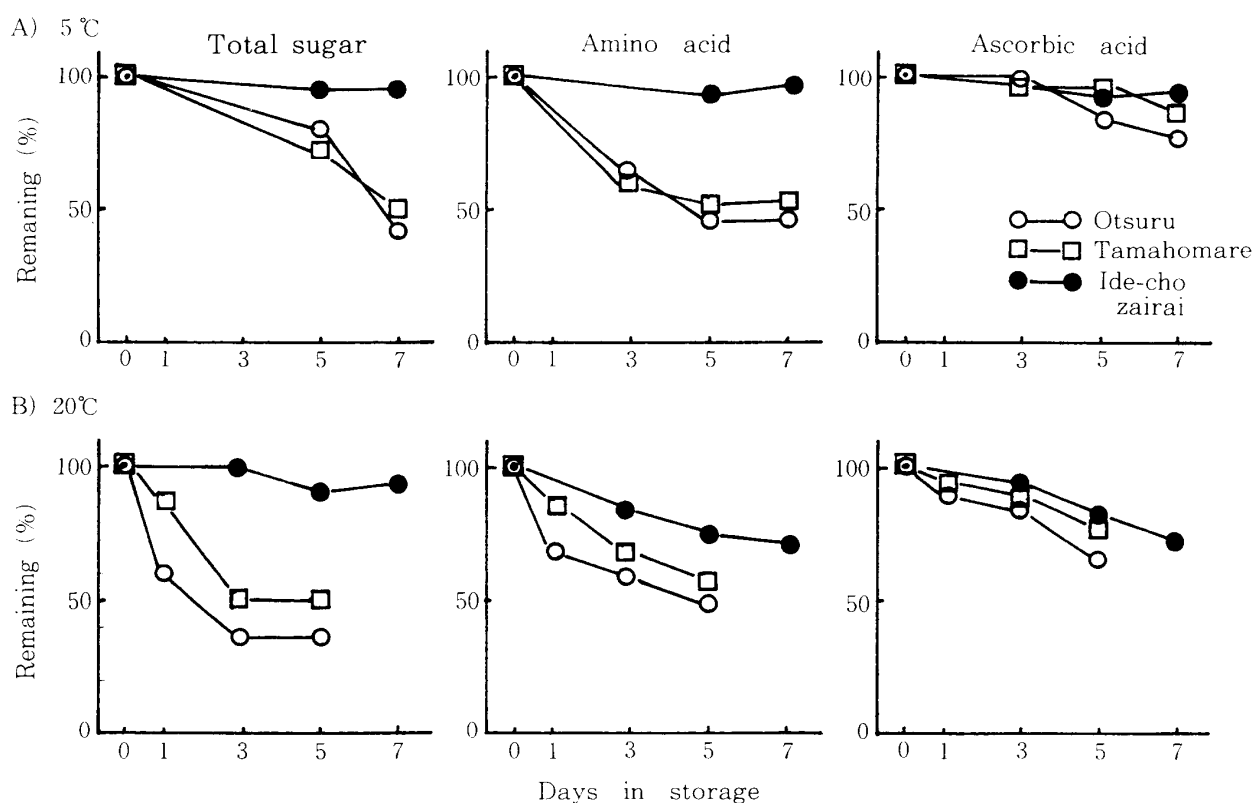 A) 5℃
Total sugar
Amino acid
Ascorbic acid
Remaning (%)
100
50
0
0 1 3 5 7
100
50
0
0 1 3 5 7
100
50
0
0 1 3 5 7
Otsuru
Tamahomare
Ide-cho
zairai
B) 20℃
Remaining (%)
100
50
0
0 1 3 5 7
100
50
0
0 1 3 5 7
100
50
0
0 1 3 5 7
Days in storage